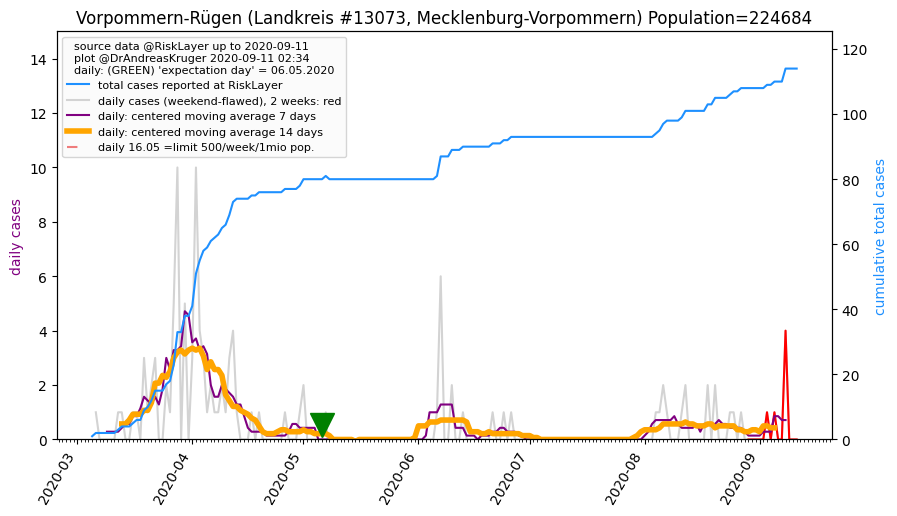 Vorpommern-Rügen (Landkreis #13073, Mecklenburg-Vorpommern) Population=224684
source data @RiskLayer up to 2020-09-11
plot @DrAndreasKruger 2020-09-11 02:34
daily: (GREEN) 'expectation day' = 06.05.2020
total cases reported at RiskLayer
daily cases (weekend-flawed), 2 weeks: red
daily: centered moving average 7 days
daily: centered moving average 14 days
daily 16.05 =limit 500/week/1mio pop.
daily cases
14
12
10
8
6
4
2
0
120
100
80
60
40
20
0
cumulative total cases
2020-03
2020-04
2020-05
2020-06
2020-07
2020-08
2020-09